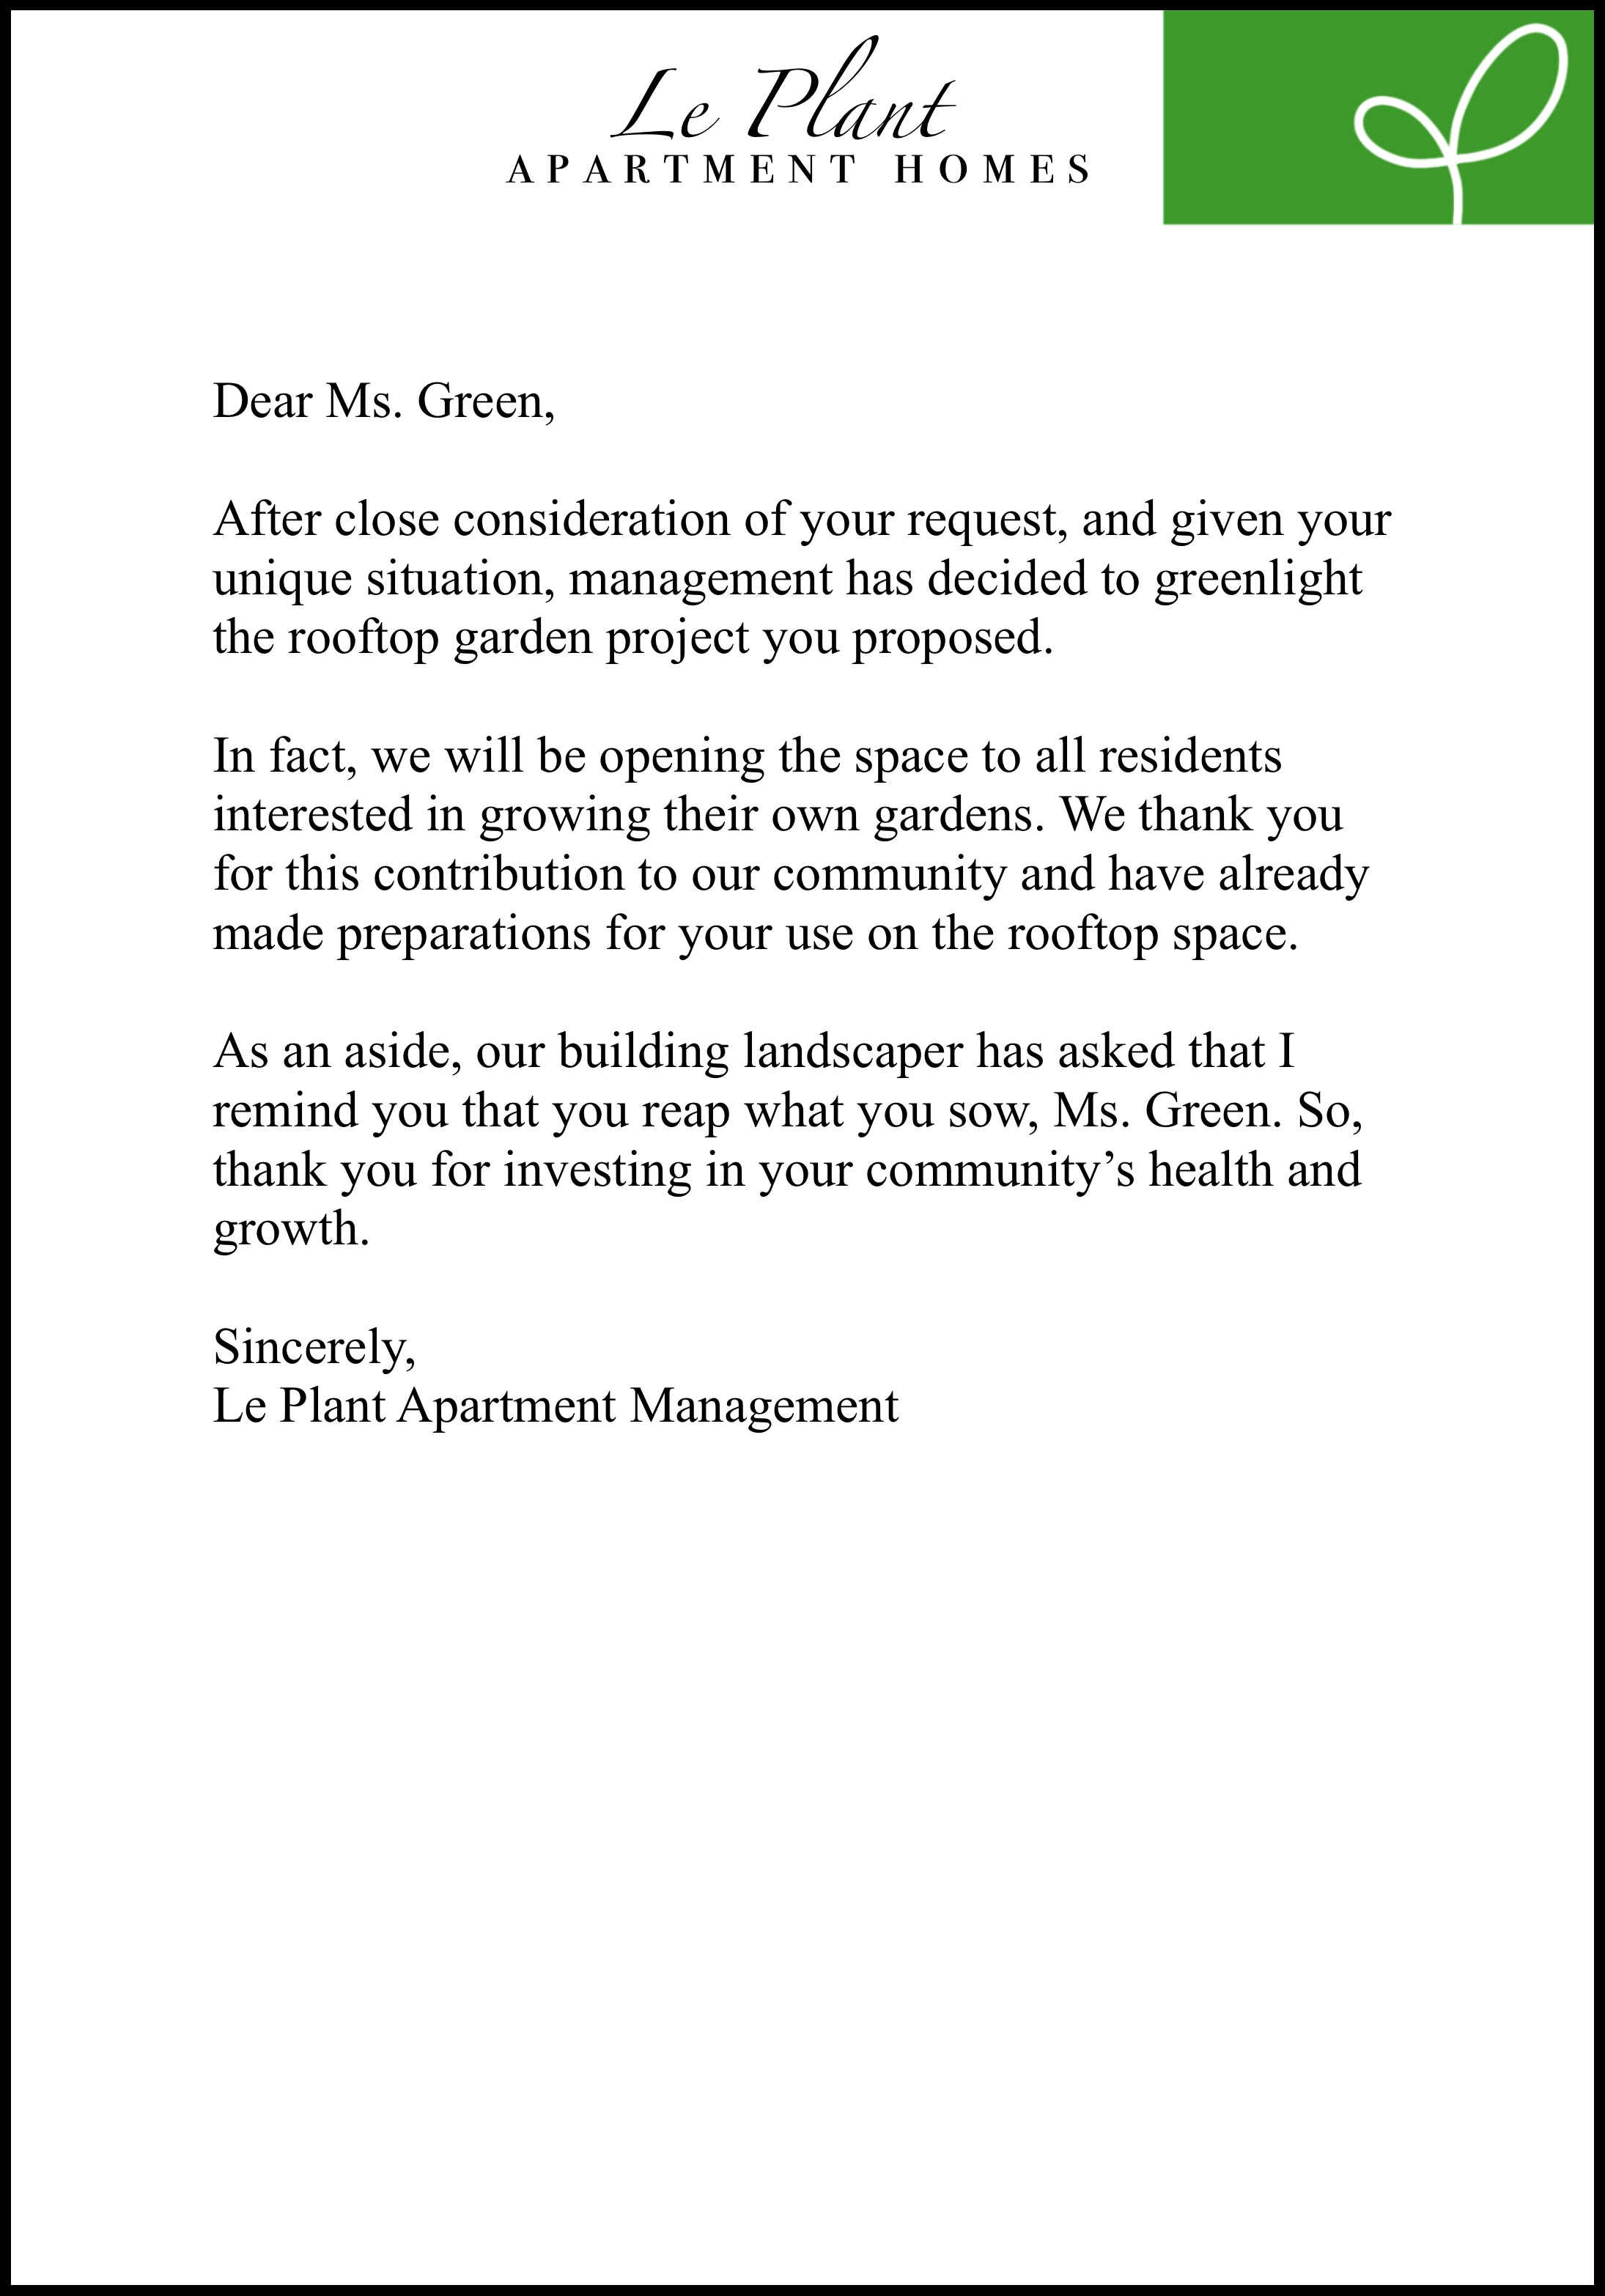 Le Plant
APARTMENT HOMES
Dear Ms. Green,
After close consideration of your request, and given your
unique situation, management has decided to greenlight
the rooftop garden project you proposed.
In fact, we will be opening the space to all residents
interested in growing their own gardens. We thank you
for this contribution to our community and have already
made preparations for your use on the rooftop space.
As an aside, our building landscaper has asked that I
remind you that you reap what you sow, Ms. Green. So,
thank you for investing in your community’s health and
growth.
Sincerely,
Le Plant Apartment Management